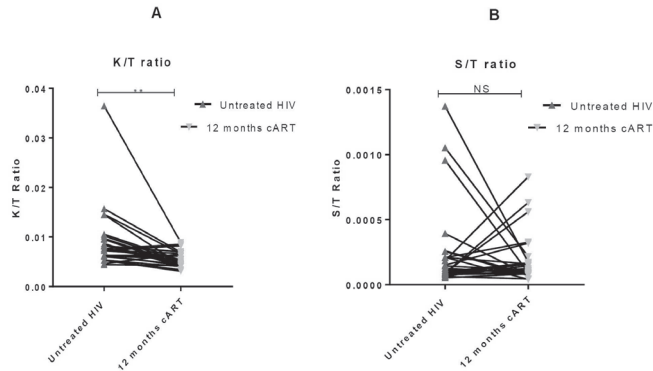 A
K/T ratio
**
Untreated HIV
12 months cART
K/T Ratio
0.04
0.03
0.02
0.01
0.00
Untreated HIV
12 months cART
B
S/T ratio
NS
Untreated HIV
12 months cART
S/T Ratio
0.0015
0.0010
0.0005
0.0000
Untreated HIV
12 months cART